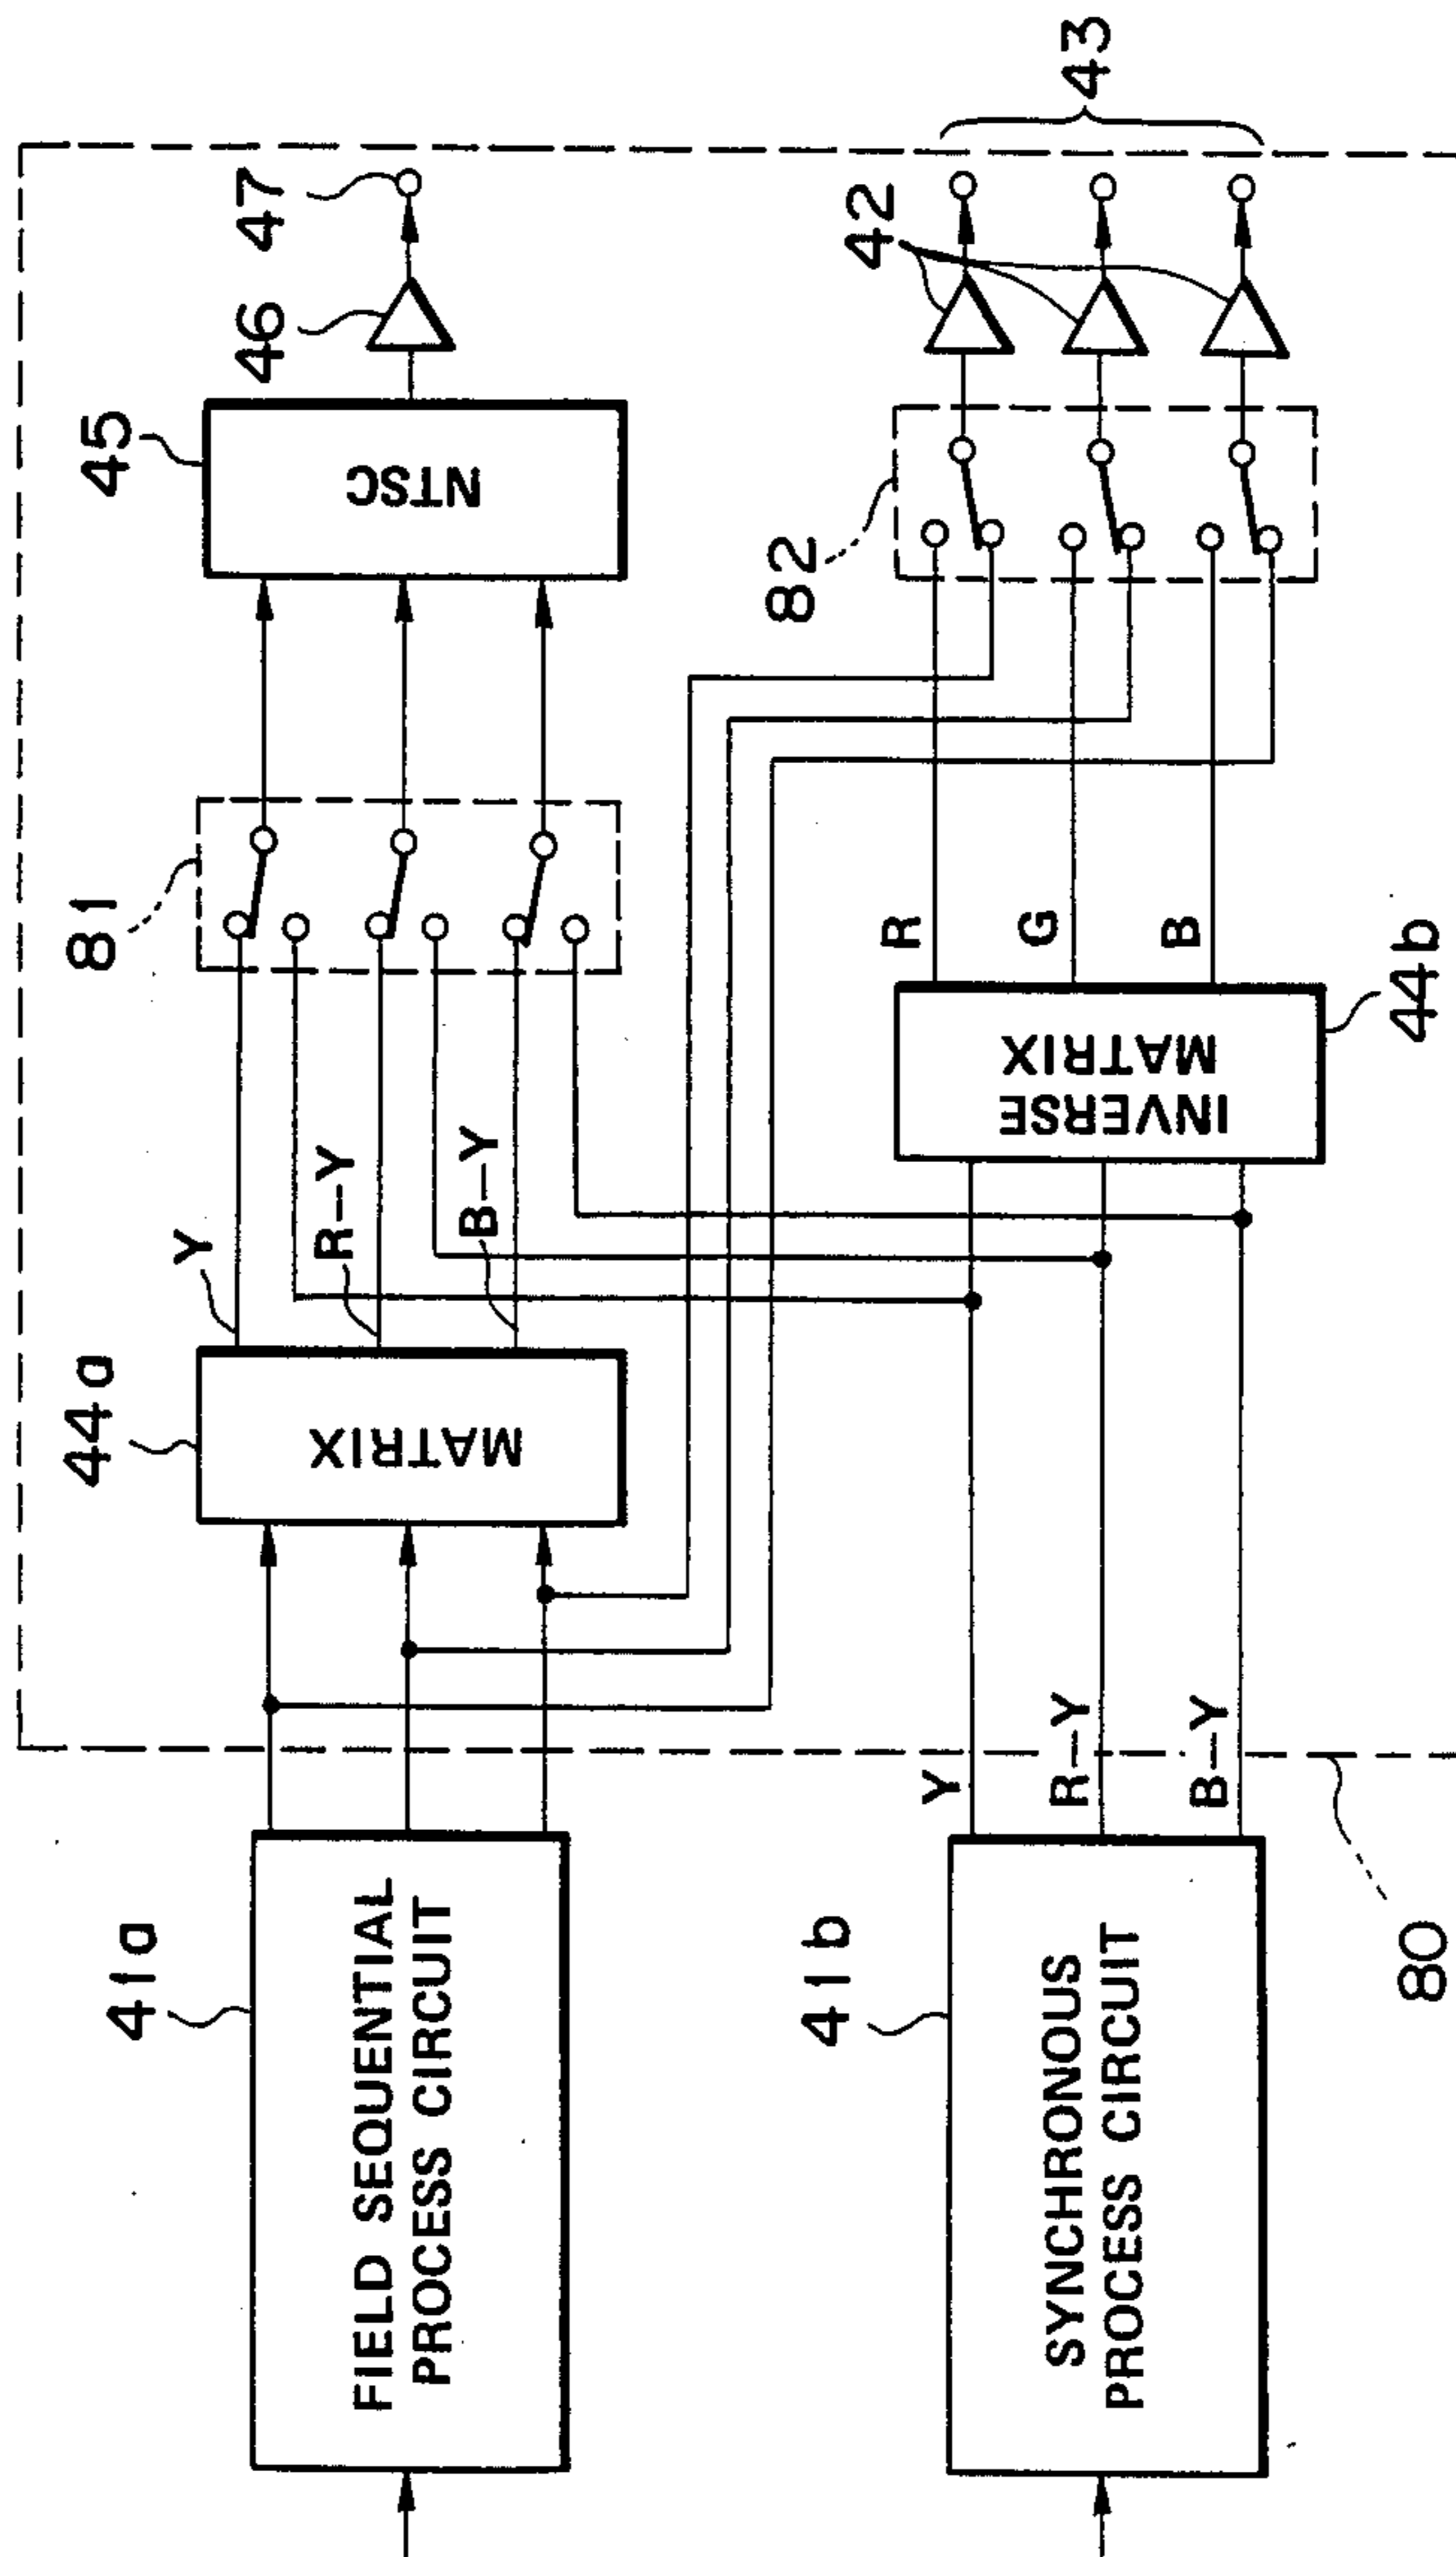 41a
FIELD SEQUENTIAL
PROCESS CIRCUIT
44a
MATRIX
Y
R-Y
B-Y
81
45
NTSC
46
47
41b
SYNCHRONOUS
PROCESS CIRCUIT
Y
R-Y
B-Y
80
INVERSE
MATRIX
44b
R
G
B
82
42
43